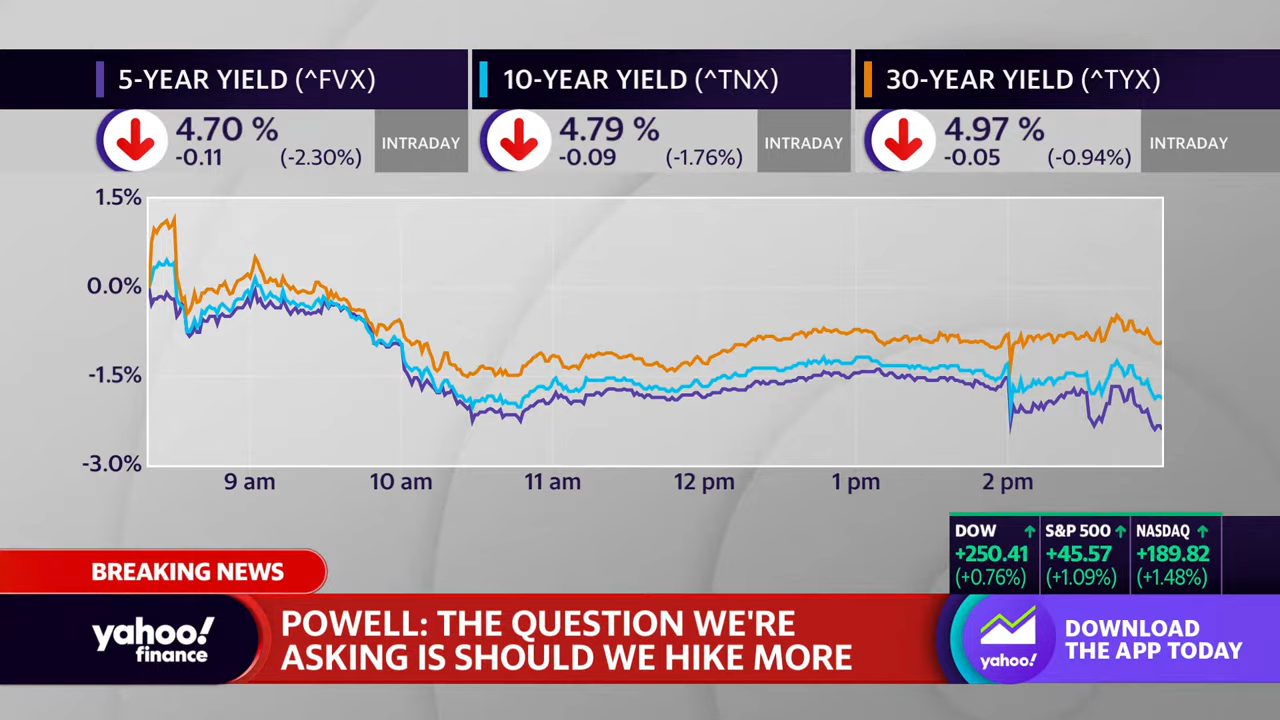 5-YEAR YIELD (^FVX)
4.70 %
-0.11 (-2.30%)
INTRADAY
10-YEAR YIELD (^TNX)
4.79 %
-0.09 (-1.76%)
INTRADAY
30-YEAR YIELD (^TYX)
4.97 %
-0.05 (-0.94%)
INTRADAY
1.5%
0.0%
-1.5%
-3.0%
9 am 10 am 11 am 12 pm 1 pm 2 pm
DOW
+250.41
(+0.76%)
S&P 500
+45.57
(+1.09%)
NASDAQ
+189.82
(+1.48%)
BREAKING NEWS
yahoo!
finance
POWELL: THE QUESTION WE'RE
ASKING IS SHOULD WE HIKE MORE
yahoo!
DOWNLOAD
THE APP TODAY